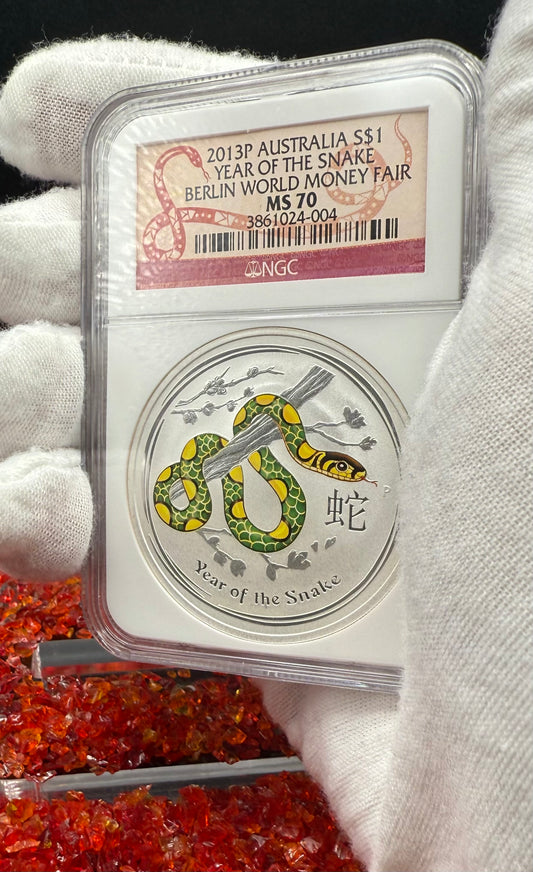 2013P AUSTRALIA S$1
YEAR OF THE SNAKE
BERLIN WORLD MONEY FAIR
MS 70
3861024-004
NGC
P
蛇
Year of the Snake